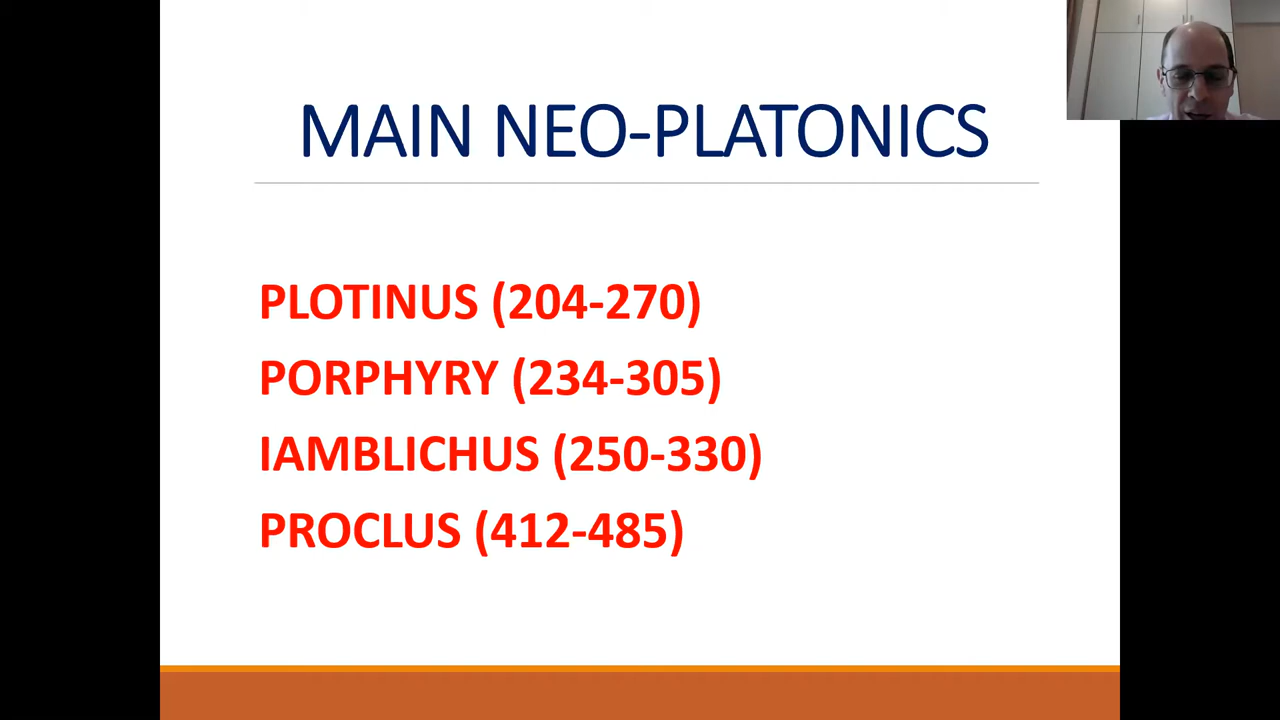 MAIN NEO-PLATONICS
PLOTINUS (204-270)
PORPHYRY (234-305)
IAMBLICHUS (250-330)
PROCLUS (412-485)